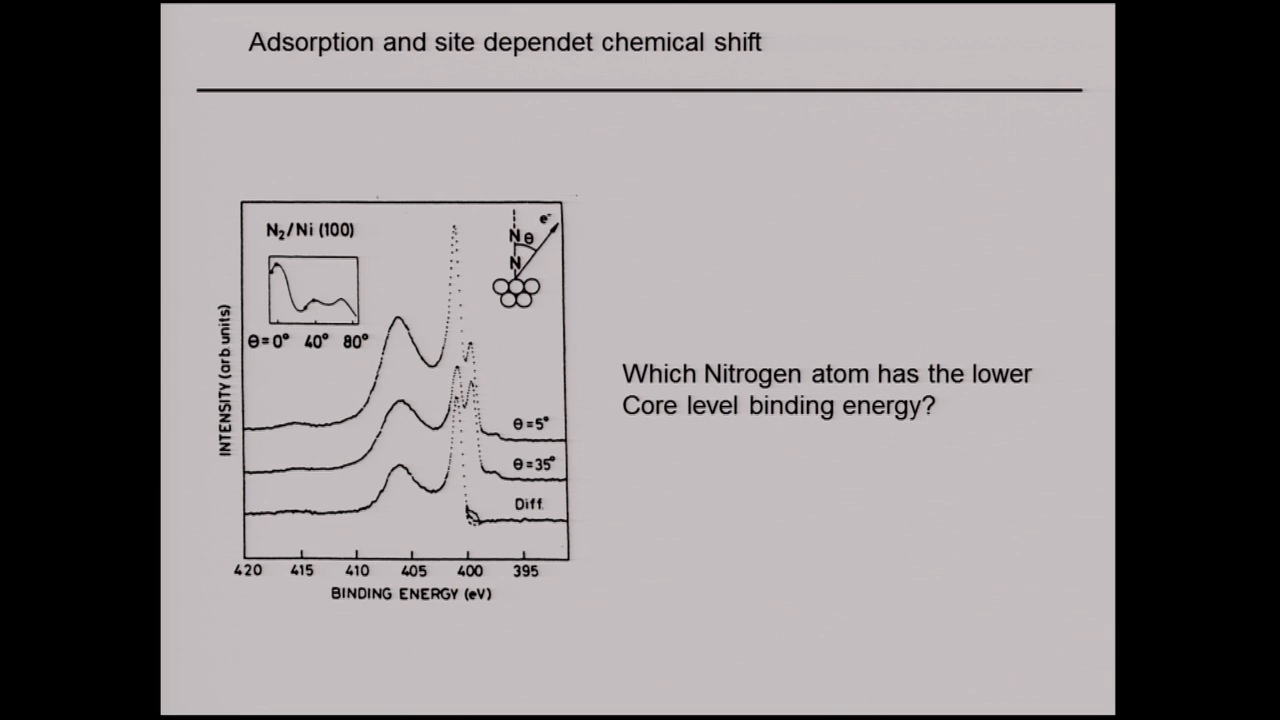 Adsorption and site dependet chemical shift
N₂/Ni (100)
e⁻
N θ
N
θ=0° 40° 80°
INTENSITY (arb units)
Which Nitrogen atom has the lower
Core level binding energy?
θ=5°
θ=35°
Diff.
420 415 410 405 400 395
BINDING ENERGY (eV)